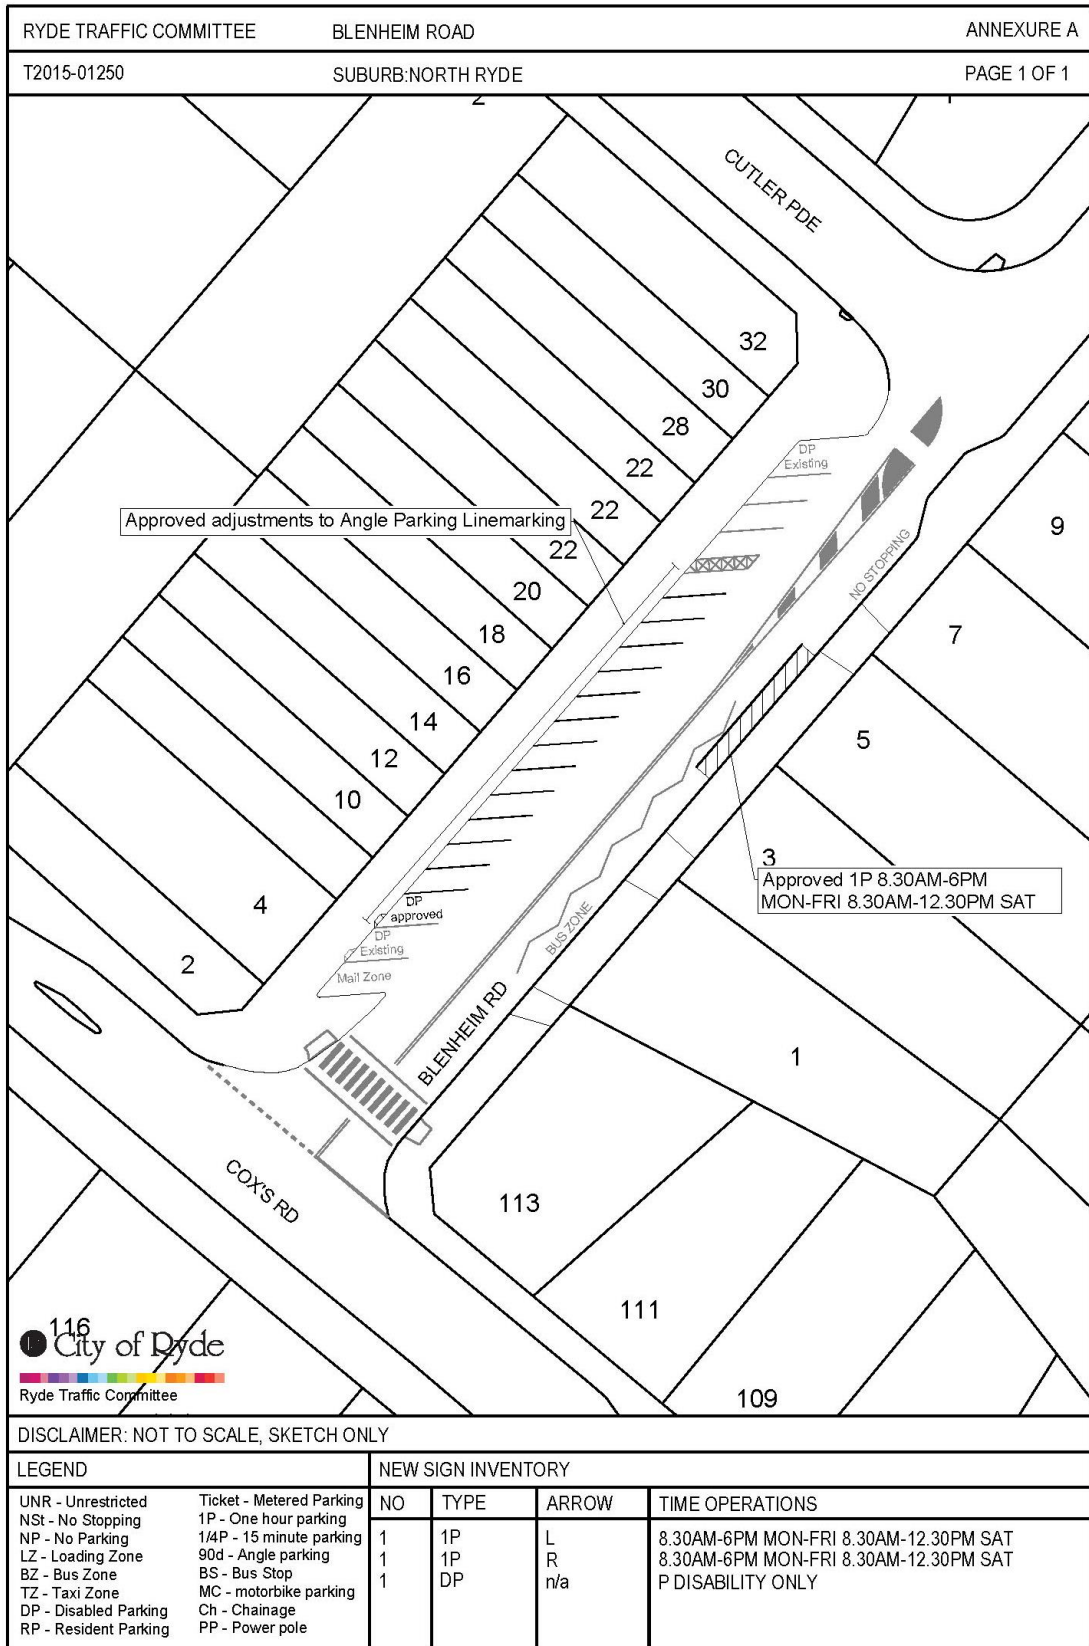 RYDE TRAFFIC COMMITTEE BLENHEIM ROAD ANNEXURE A
T2015-01250 SUBURB:NORTH RYDE PAGE 1 OF 1
CUTLER PDE
32
30
28
22
22
22
20
18
16
14
12
10
4
2
DP
Existing
Approved adjustments to Angle Parking Linemarking
NO STOPPING
9
7
5
3
Approved 1P 8.30AM-6PM
MON-FRI 8.30AM-12.30PM SAT
DP
approved
DP
Existing
Mail Zone
BUS ZONE
BLENHEIM RD
1
COX'S RD
113
111
109
116
City of Ryde
Ryde Traffic Committee
DISCLAIMER: NOT TO SCALE, SKETCH ONLY
LEGEND
UNR - Unrestricted
NSt - No Stopping
NP - No Parking
LZ - Loading Zone
BZ - Bus Zone
TZ - Taxi Zone
DP - Disabled Parking
RP - Resident Parking
Ticket - Metered Parking
1P - One hour parking
1/4P - 15 minute parking
90d - Angle parking
BS - Bus Stop
MC - motorbike parking
Ch - Chainage
PP - Power pole
NEW SIGN INVENTORY
NO TYPE ARROW TIME OPERATIONS
1 1P L 8.30AM-6PM MON-FRI 8.30AM-12.30PM SAT
1 1P R 8.30AM-6PM MON-FRI 8.30AM-12.30PM SAT
1 DP n/a P DISABILITY ONLY